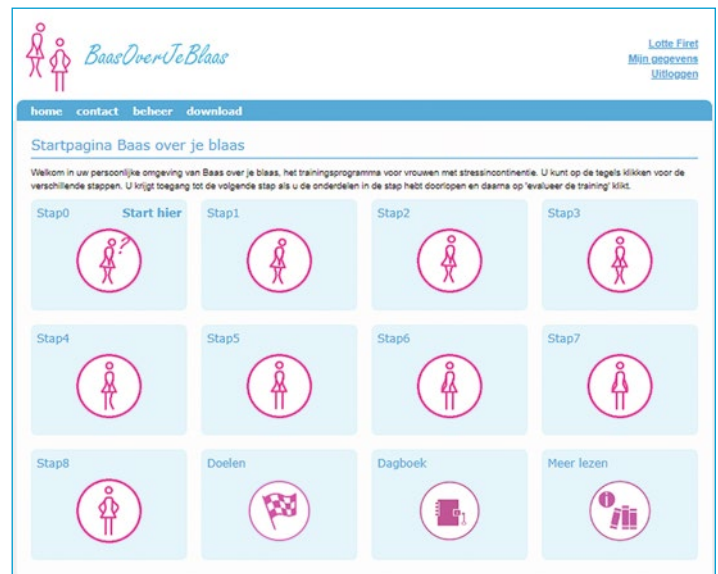 BaasOverJeBlaas
Lotte Firet
Mijn gegevens
Uitloggen
home contact beheer download
Startpagina Baas over je blaas
Welkom in uw persoonlijke omgeving van Baas over je blaas, het trainingsprogramma voor vrouwen met stressincontinentie. U kunt op de tegels klikken voor de
verschillende stappen. U krijgt toegang tot de volgende stap als u de onderdelen in de stap hebt doorlopen en daarna op 'evalueer de training' klikt.
Stap0 Start hier Stap1 Stap2 Stap3
?
Stap4 Stap5 Stap6 Stap7
Stap8 Doelen Dagboek Meer lezen
i